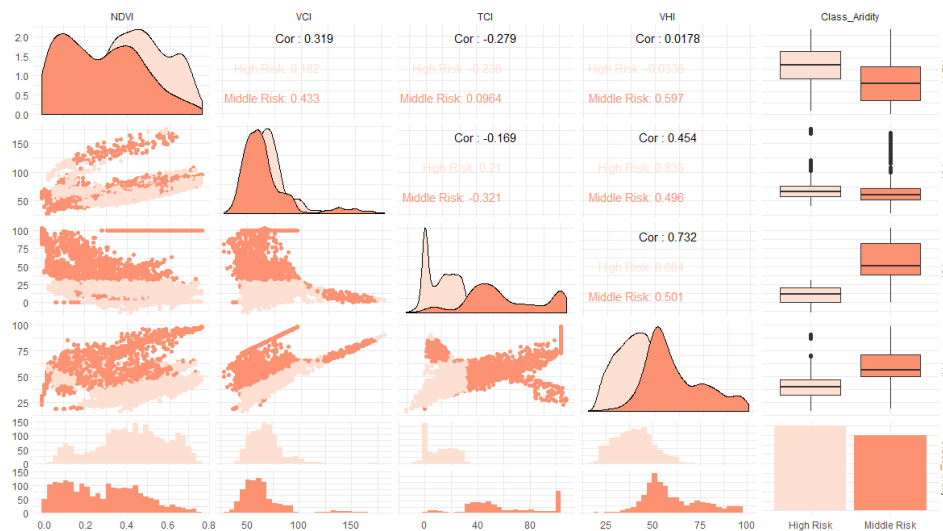 NDVI VCI TCI VHI Class_Aridity
2.0
1.5
1.0
0.5
0.0
Cor : 0.319
High Risk: 0.182
Middle Risk: 0.433
Cor : -0.279
High Risk: -0.236
Middle Risk: 0.0964
Cor : 0.0178
High Risk: -0.0336
Middle Risk: 0.597
150
100
50
Cor : -0.169
High Risk: 0.21
Middle Risk: -0.321
Cor : 0.454
High Risk: 0.838
Middle Risk: 0.496
100
75
50
25
0
Cor : 0.732
Middle Risk: 0.501
100
75
50
25
150
100
50
0
150
100
50
0
0.0 0.2 0.4 0.6 0.8 50 100 150 0 40 80 25 50 75 100 High Risk Middle Risk